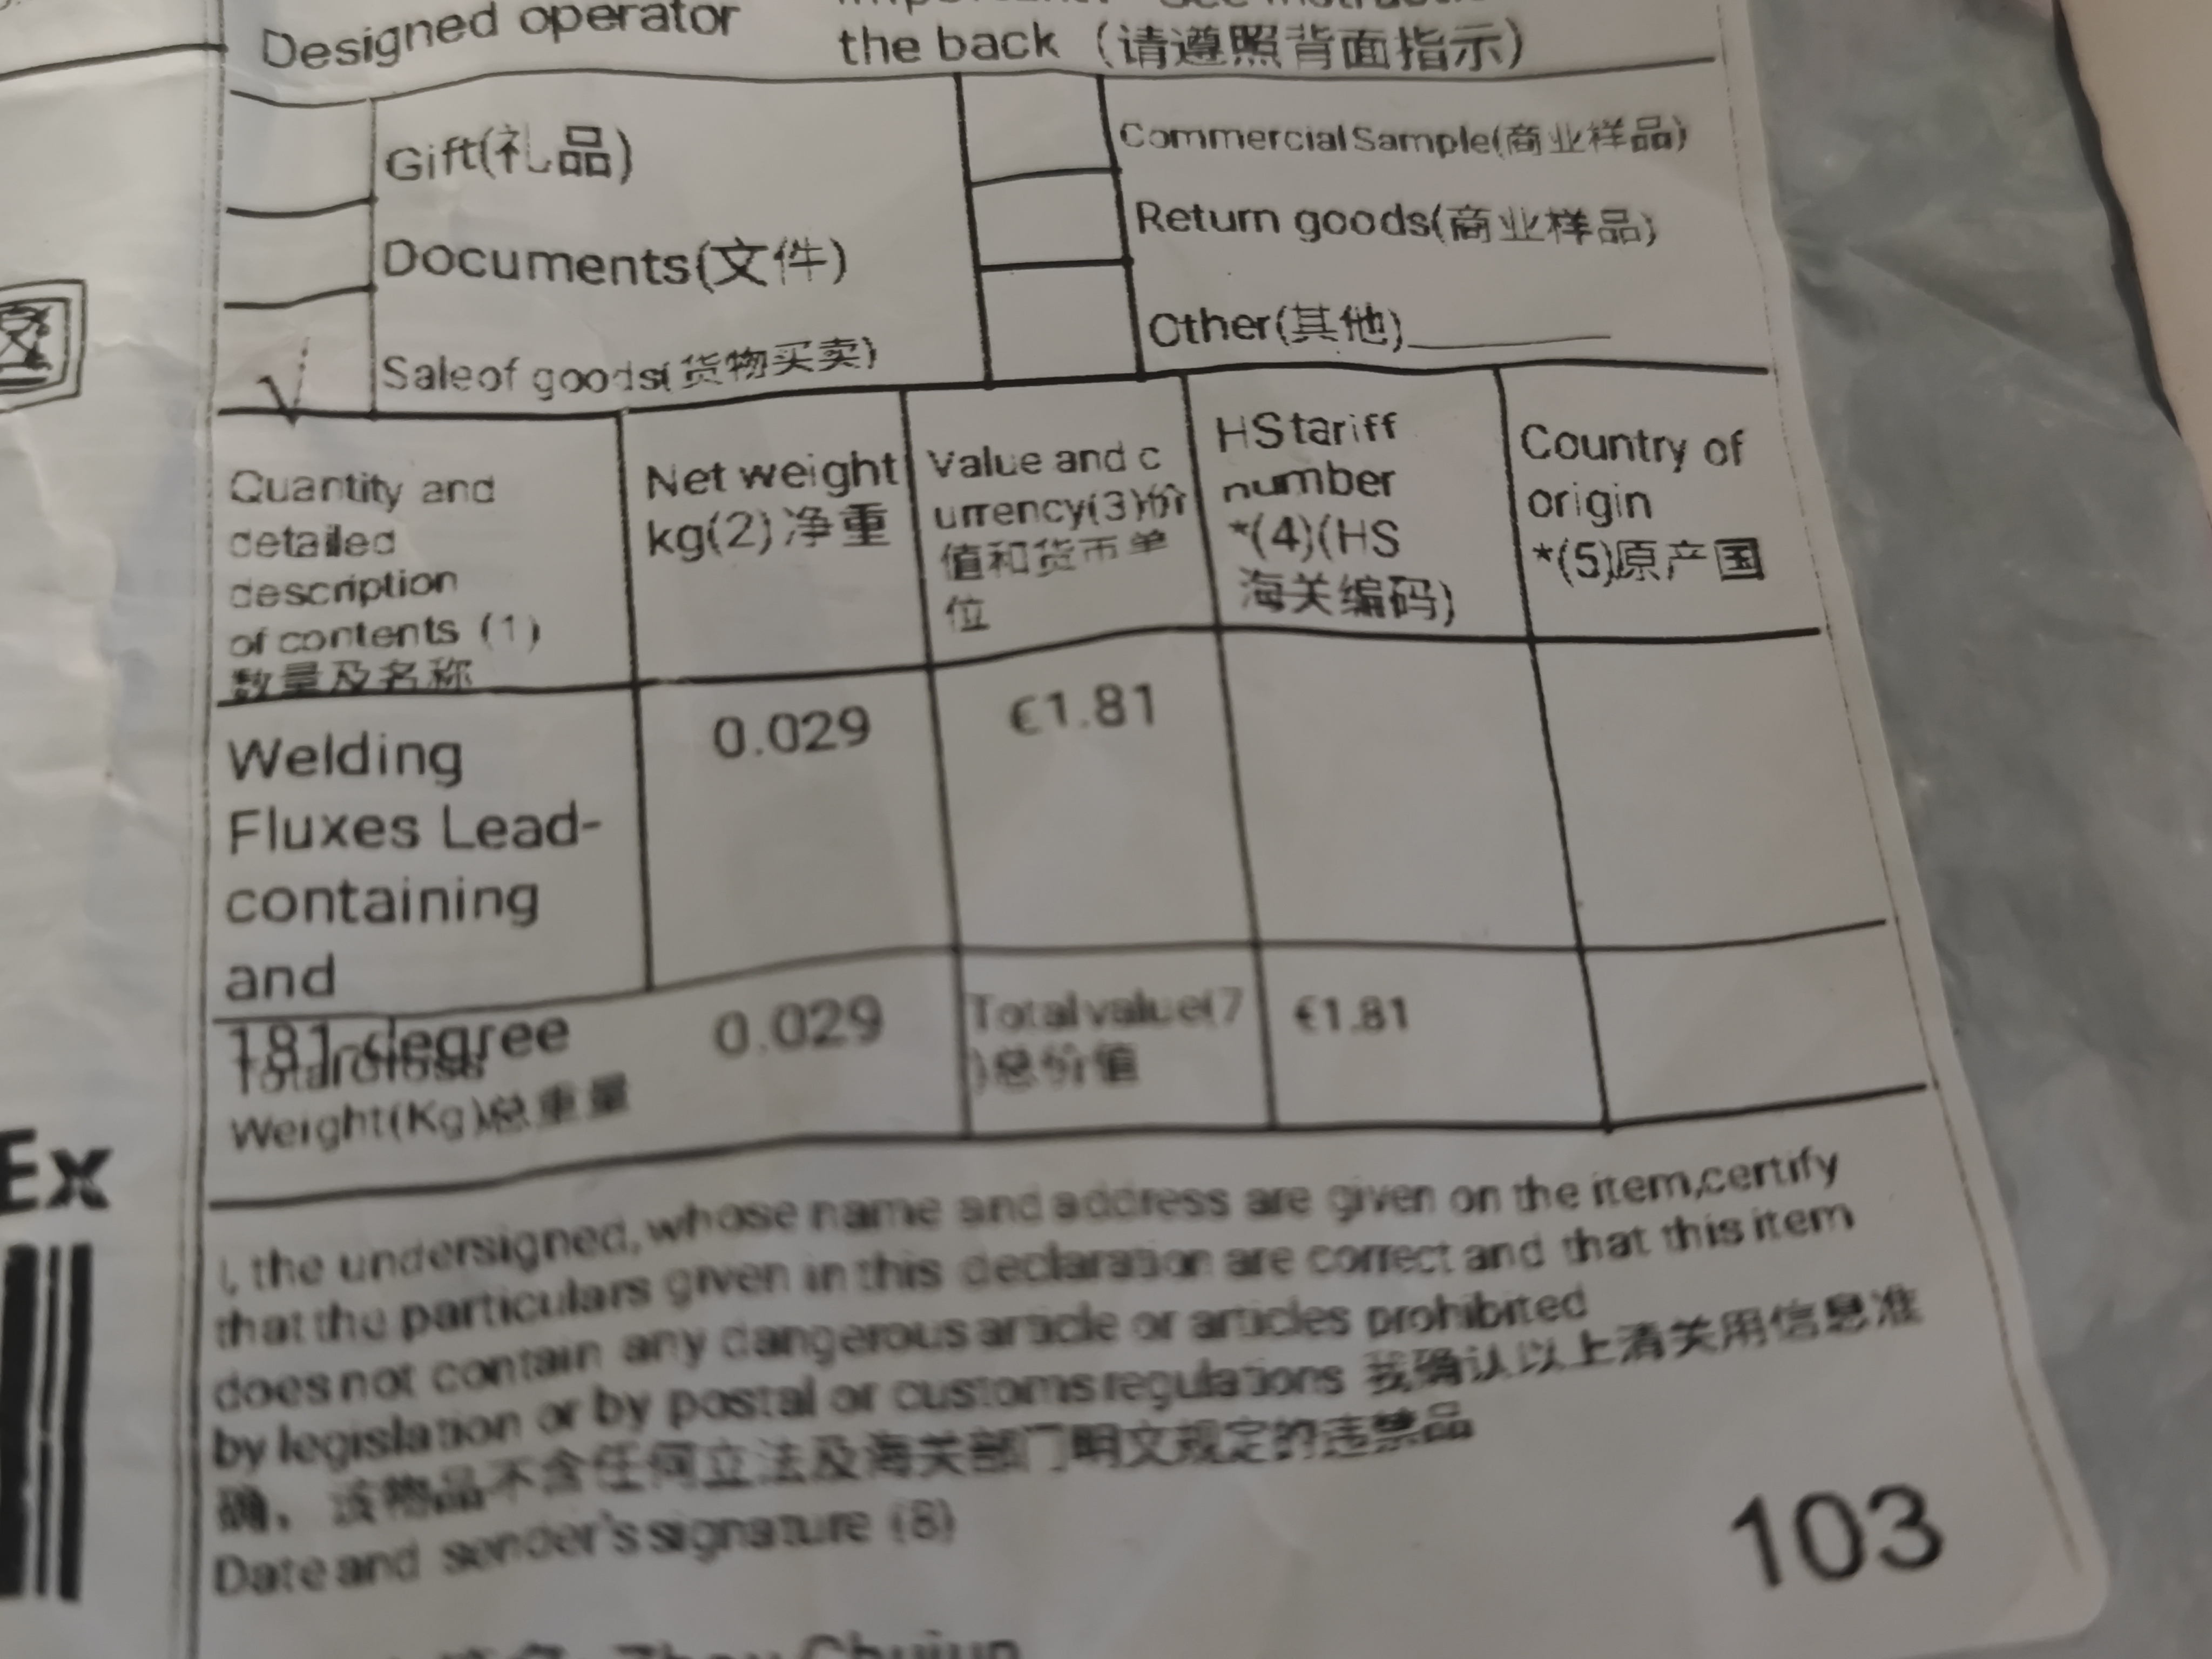 Designed operator
the back（请遵照背面指示）
Gift(礼品)
CommercialSample(商业样品)
Documents(文件)
Return goods(商业样品)
Saleof goods(货物买卖)
Other(其他)
Quantity and
detailed
description
of contents（1）
数量及名称
Net weight
kg(2)净重
Value and c
urrency(3)价
值和货币单
位
HStariff
number
*(4)(HS
海关编码)
Country of
origin
*(5)原产国
Welding
Fluxes Lead-
containing
and
181 degree
0.029
€1.81
Weight(Kg)总重量
0.029
Totalvalue(7
)总价值
€1.81
Ex
I, the undersigned, whose name and address are given on the item,certify
that the particulars given in this declaration are correct and that this item
does not contain any dangerous article or articles prohibited
by legislation or by postal or customs regulations 我确认以上清关用信息准
确，该物品不含任何立法及海关部门明文规定的违禁品
Date and sender's signature（8）
103